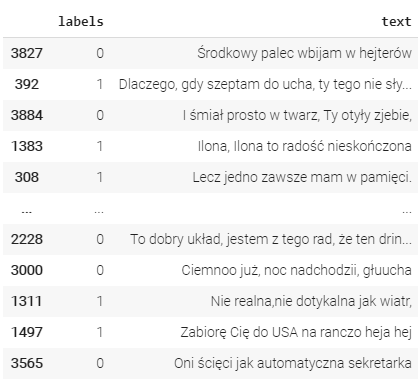 labels text
3827 0 Środkowy palec wbijam w hejterów
392 1 Dlaczego, gdy szeptam do ucha, ty tego nie sły...
3884 0 I śmiał prosto w twarz, Ty otyły zjebie,
1383 1 Ilona, Ilona to radość nieskończona
308 1 Lecz jedno zawsze mam w pamięci.
... ... ...
2228 0 To dobry układ, jestem z tego rad, że ten drin...
3000 0 Ciemnoo już, noc nadchodzii, głuucha
1311 1 Nie realna,nie dotykalna jak wiatr,
1497 1 Zabiorę Cię do USA na ranczo heja hej
3565 0 Oni ścięci jak automatyczna sekretarka